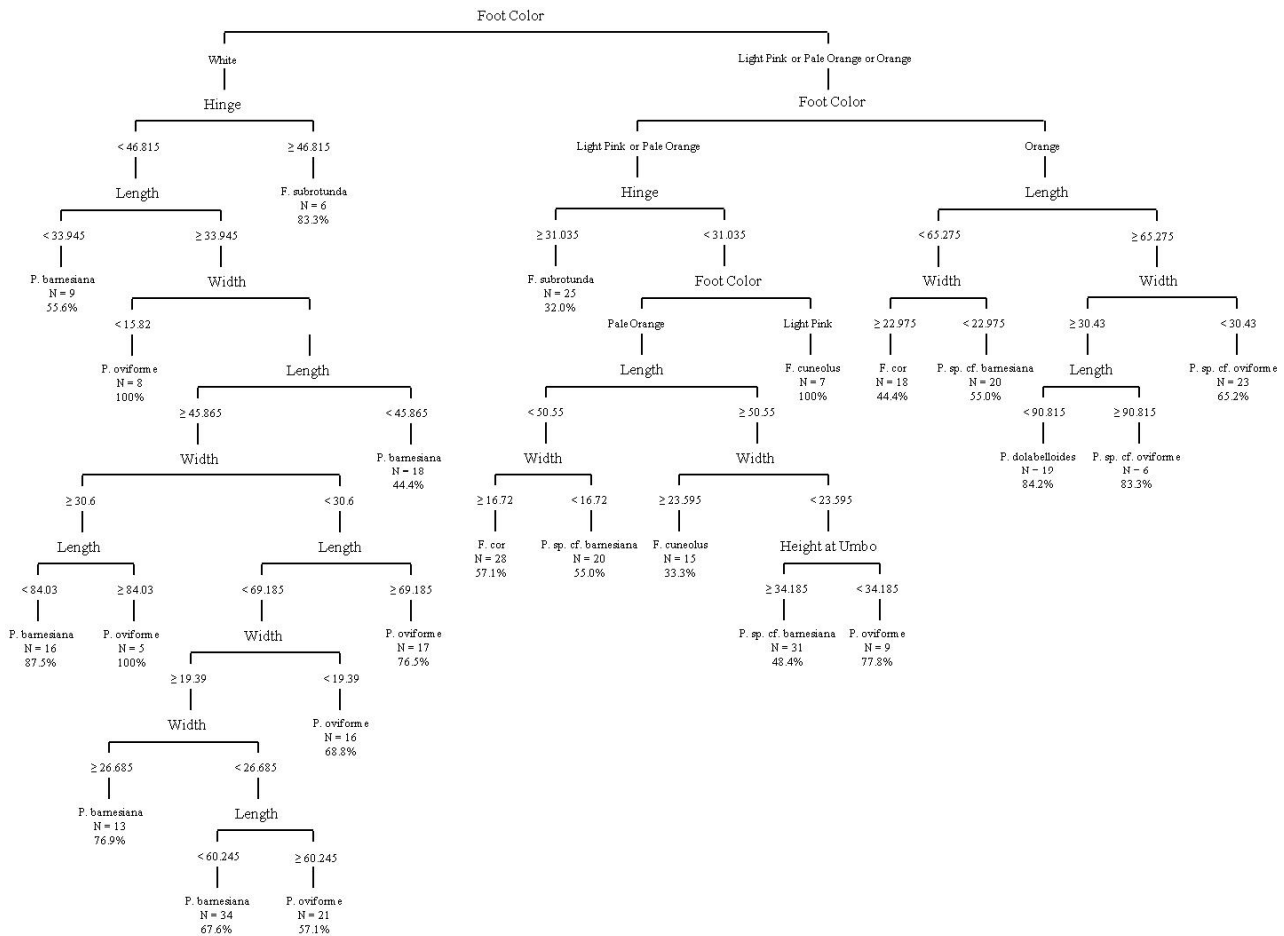 Foot Color
White
Light Pink or Pale Orange or Orange
Hinge
Foot Color
< 46.815
≥ 46.815
Light Pink or Pale Orange
Orange
Length
F. subrotunda
N = 6
83.3%
Hinge
Length
< 33.945
≥ 33.945
≥ 31.035
< 31.035
< 65.275
≥ 65.275
P. barnesiana
N = 9
55.6%
Width
F. subrotunda
N = 25
32.0%
Foot Color
Width
Width
< 15.82
Pale Orange
Light Pink
≥ 22.975
< 22.975
≥ 30.43
< 30.43
P. oviforme
N = 8
100%
Length
Length
F. cuneolus
N = 7
100%
F. cor
N = 18
44.4%
P. sp. cf. barnesiana
N = 20
55.0%
Length
P. sp. cf. oviforme
N = 23
65.2%
≥ 45.865
< 45.865
< 50.55
≥ 50.55
< 90.815
≥ 90.815
Width
P. barnesiana
N = 18
44.4%
Width
Width
P. dolabelloides
N = 19
84.2%
P. sp. cf. oviforme
N = 6
83.3%
≥ 30.6
< 30.6
≥ 16.72
< 16.72
≥ 23.595
< 23.595
Length
Length
F. cor
N = 28
57.1%
P. sp. cf. barnesiana
N = 20
55.0%
F. cuneolus
N = 15
33.3%
Height at Umbo
< 84.03
≥ 84.03
< 69.185
≥ 69.185
≥ 34.185
< 34.185
P. barnesiana
N = 16
87.5%
P. oviforme
N = 5
100%
Width
P. oviforme
N = 17
76.5%
P. sp. cf. barnesiana
N = 31
48.4%
P. oviforme
N = 9
77.8%
≥ 19.39
< 19.39
Width
P. oviforme
N = 16
68.8%
≥ 26.685
< 26.685
P. barnesiana
N = 13
76.9%
Length
< 60.245
≥ 60.245
P. barnesiana
N = 34
67.6%
P. oviforme
N = 21
57.1%